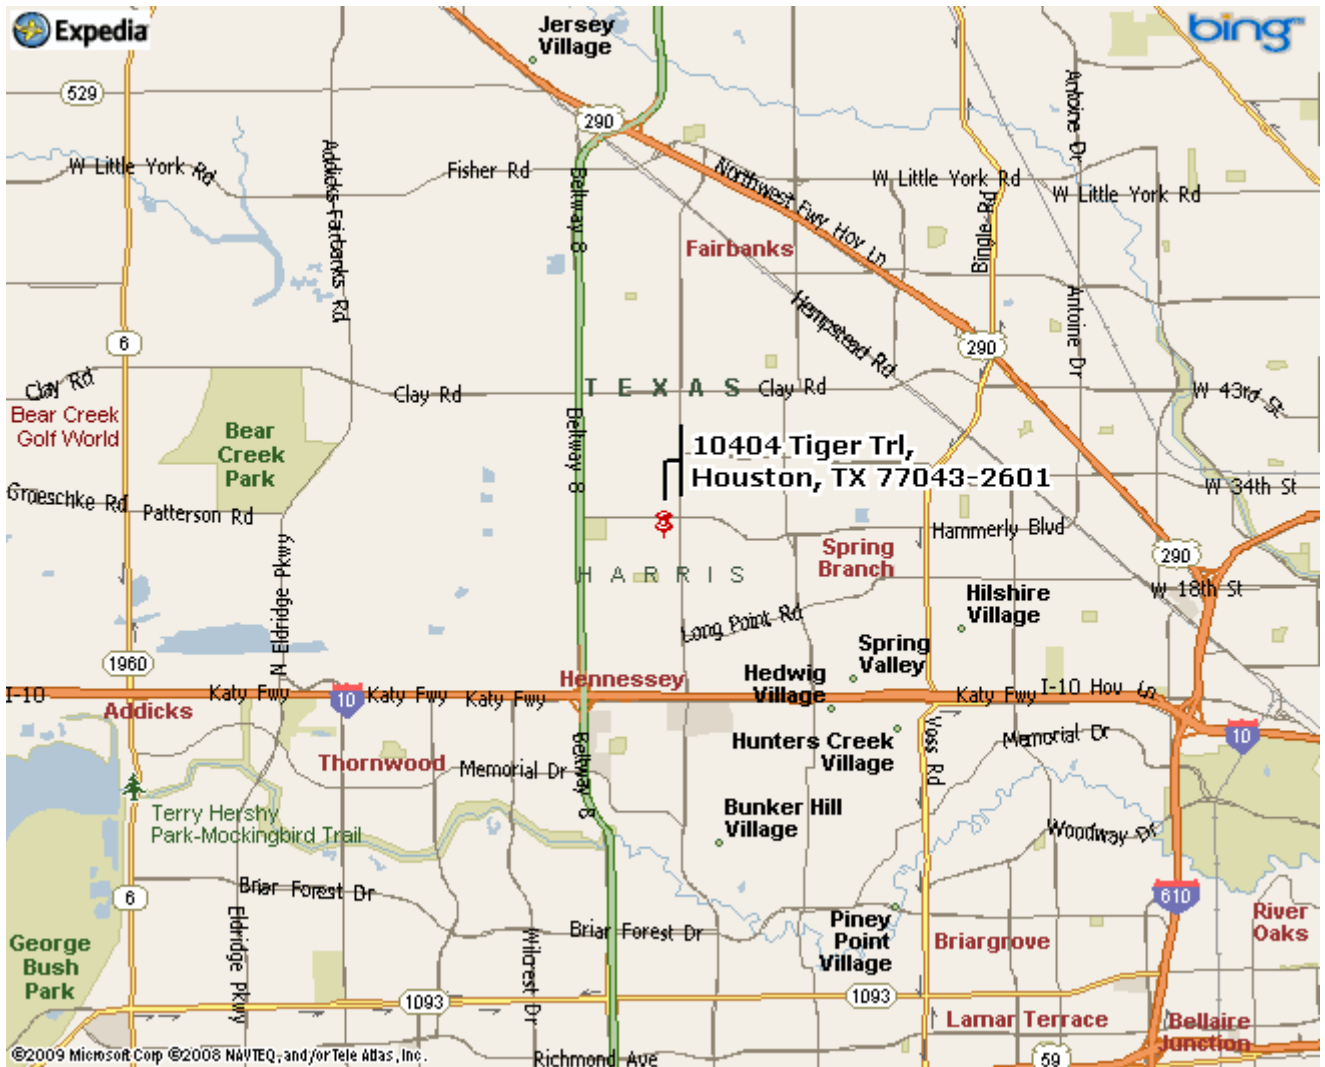 Expedia
bing
Jersey
Village
529
290
W Little York Rd
Addicks-Fairbanks Rd
Fisher Rd
Beltway 8
Northwest Fwy Hov Ln
W Little York Rd
Antoine Dr
W Little York Rd
Bingle Rd
Fairbanks
Hempstead Rd
Antoine Dr
6
290
Clay Rd
Clay Rd
TEXAS
Clay Rd
W 43rd St
Bear Creek
Golf World
Bear
Creek
Park
Beltway 8
10404 Tiger Trl,
Houston, TX 77043-2601
Groeschke Rd
Patterson Rd
W 34th St
Hammerly Blvd
N Eldridge Pkwy
Spring
Branch
290
HARRIS
W 18th St
Hilshire
Village
Long Point Rd
Spring
Valley
1960
Hennessey
Hedwig
Village
I-10
Katy Fwy
10
Katy Fwy
Katy Fwy
Katy Fwy
I-10 Hov
Addicks
Hunters Creek
Village
Voss Rd
Memorial Dr
10
Thornwood
Memorial Dr
Beltway 8
Terry Hershy
Park-Mockingbird Trail
Bunker Hill
Village
Woodway Dr
6
Briar Forest Dr
610
Eldridge Pkwy
Wilcrest Dr
Briar Forest Dr
Piney
Point
Village
Briargrove
River
Oaks
George
Bush
Park
1093
1093
Lamar Terrace
Bellaire
Junction
Richmond Ave
59
©2009 Microsoft Corp ©2008 NAVTEQ, and/or Tele Atlas, Inc.